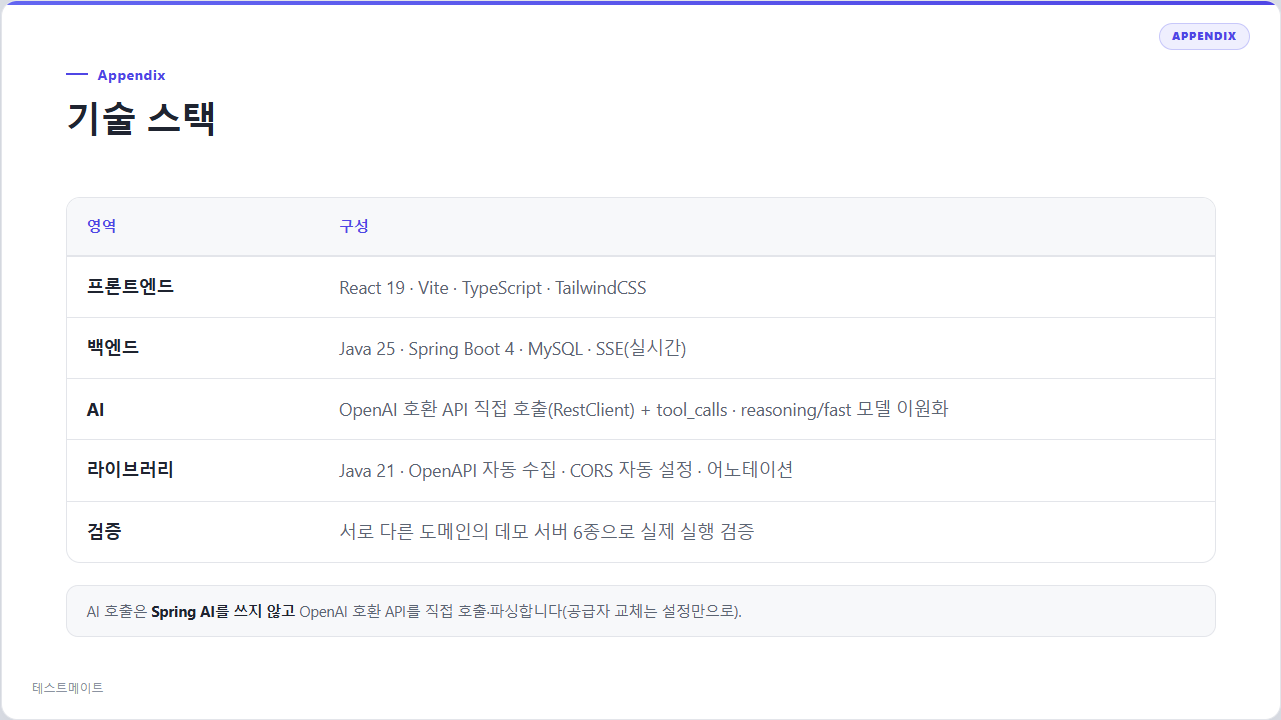 APPENDIX
Appendix
기술 스택
영역 구성
프론트엔드 React 19 · Vite · TypeScript · TailwindCSS
백엔드 Java 25 · Spring Boot 4 · MySQL · SSE(실시간)
AI OpenAI 호환 API 직접 호출(RestClient) + tool_calls · reasoning/fast 모델 이원화
라이브러리 Java 21 · OpenAPI 자동 수집 · CORS 자동 설정 · 어노테이션
검증 서로 다른 도메인의 데모 서버 6종으로 실제 실행 검증
AI 호출은 Spring AI를 쓰지 않고 OpenAI 호환 API를 직접 호출·파싱합니다(공급자 교체는 설정만으로).
테스트메이트